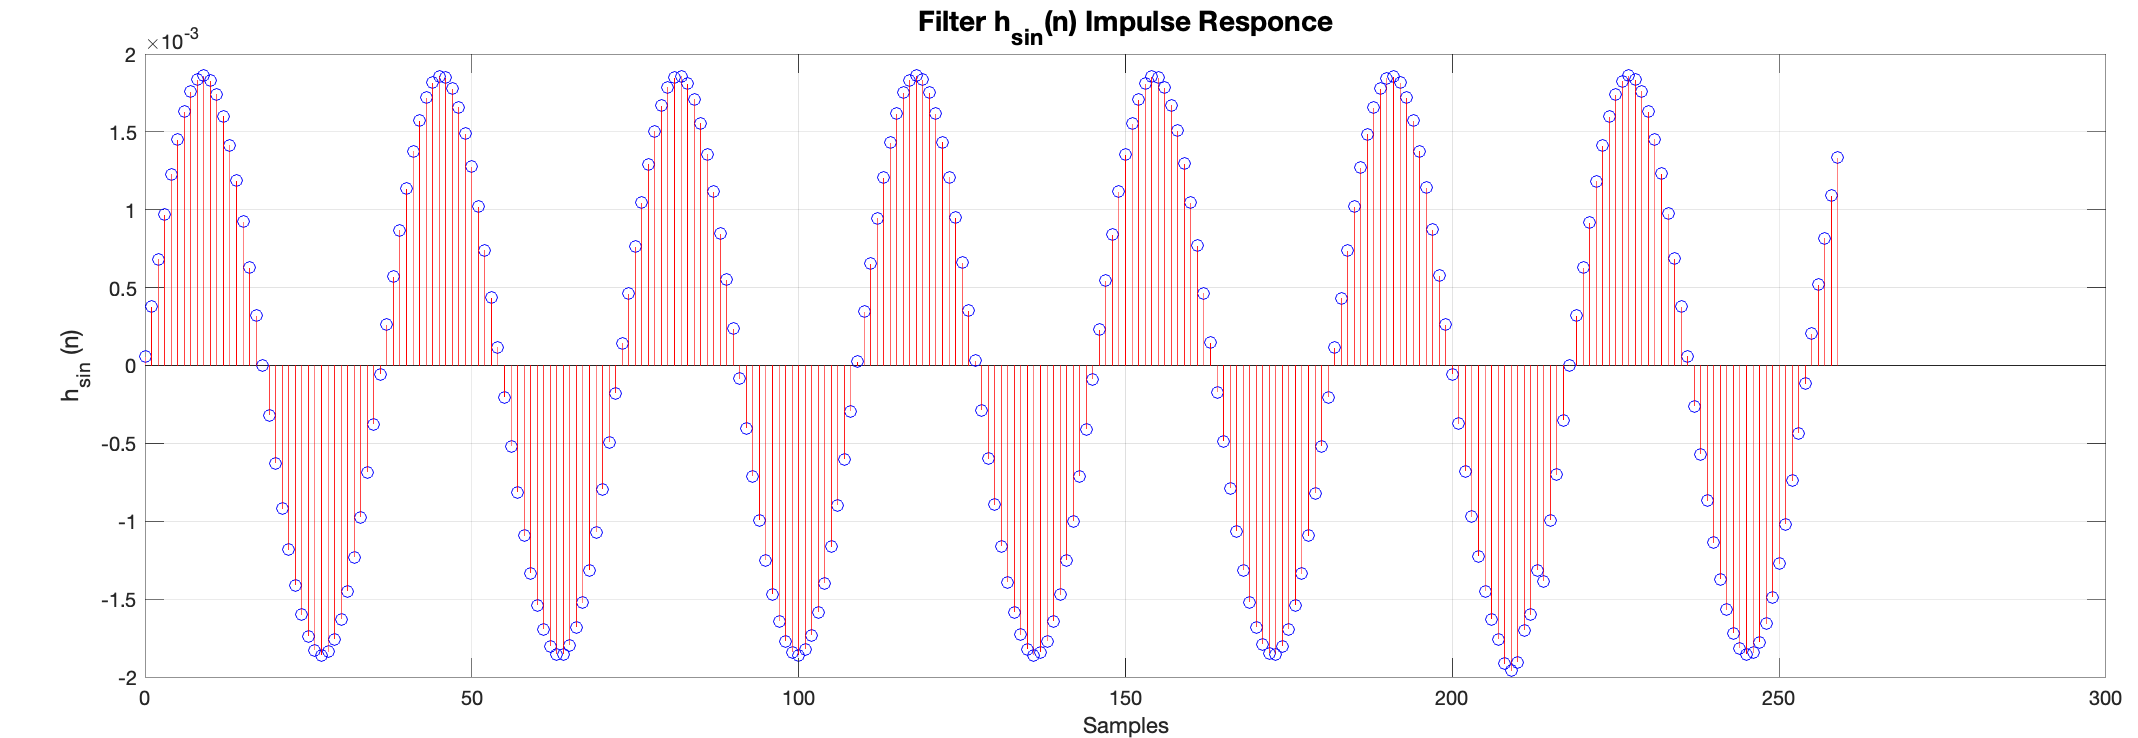 Filter h_sin(n) Impulse Responce
×10^-3
2
1.5
1
0.5
0
-0.5
-1
-1.5
-2
h_sin (n)
0 50 100 150 200 250 300
Samples